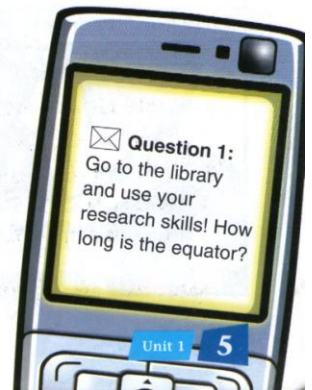 Question 1:
Go to the library
and use your
research skills! How
long is the equator?
Unit 1 5